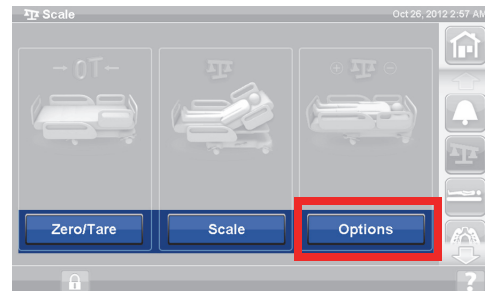 Scale Oct 26, 2012 2:57 AM
→0T←
Zero/Tare Scale Options
?